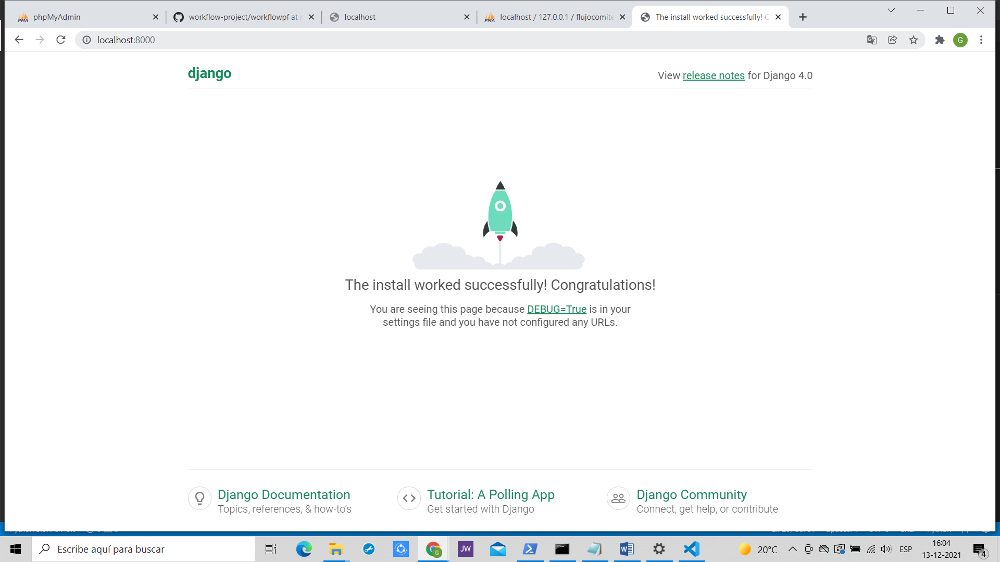 phpMyAdmin
workflow-project/workflowpf at
localhost
localhost / 127.0.0.1 / flujocomite
The install worked successfully! C
localhost:8000
G
django
View release notes for Django 4.0
The install worked successfully! Congratulations!
You are seeing this page because DEBUG=True is in your
settings file and you have not configured any URLs.
Django Documentation
Topics, references, & how-to’s
Tutorial: A Polling App
Get started with Django
Django Community
Connect, get help, or contribute
Escribe aquí para buscar
G
JW
20°C
ESP
16:04
13-12-2021
4